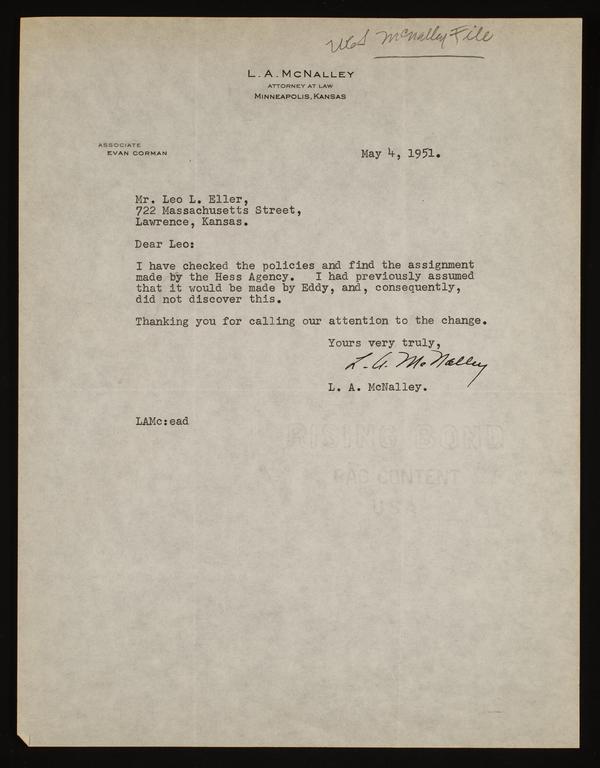 McNally File
L. A. McNALLEY
ATTORNEY AT LAW
MINNEAPOLIS, KANSAS
ASSOCIATE
EVAN CORMAN
May 4, 1951.
Mr. Leo L. Eller,
722 Massachusetts Street,
Lawrence, Kansas.
Dear Leo:
I have checked the policies and find the assignment
made by the Hess Agency. I had previously assumed
that it would be made by Eddy, and, consequently,
did not discover this.
Thanking you for calling our attention to the change.
Yours very truly,
L. A. McNalley
L. A. McNalley.
LAMc:ead
RISING BOND
RAG CONTENT
USA